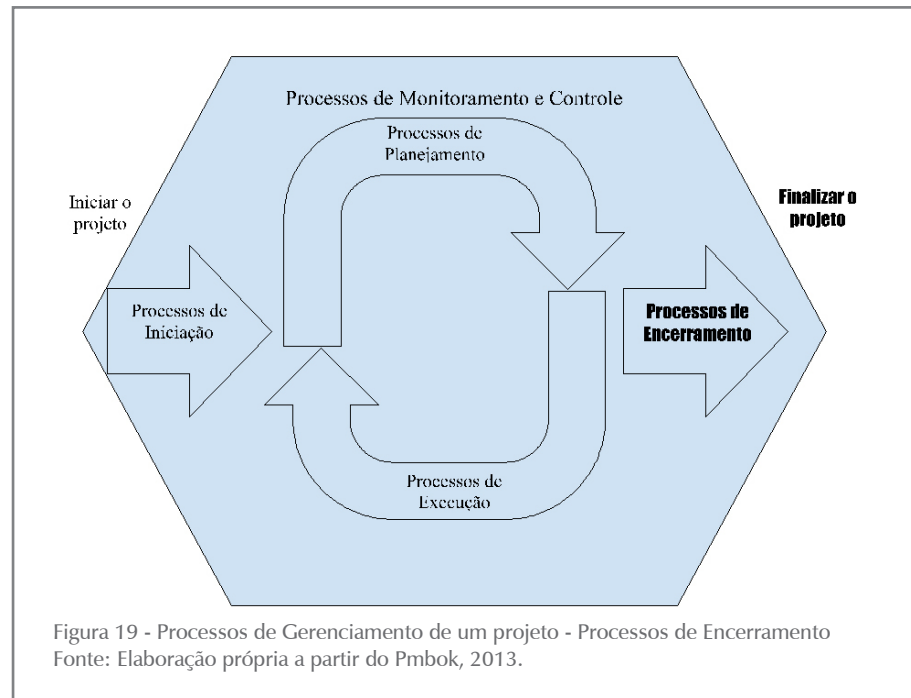 Processos de Monitoramento e Controle
Processos de
Planejamento
Iniciar o
projeto
Finalizar o
projeto
Processos de
Iniciação
Processos de
Encerramento
Processos de
Execução
Figura 19 - Processos de Gerenciamento de um projeto - Processos de Encerramento
Fonte: Elaboração própria a partir do Pmbok, 2013.